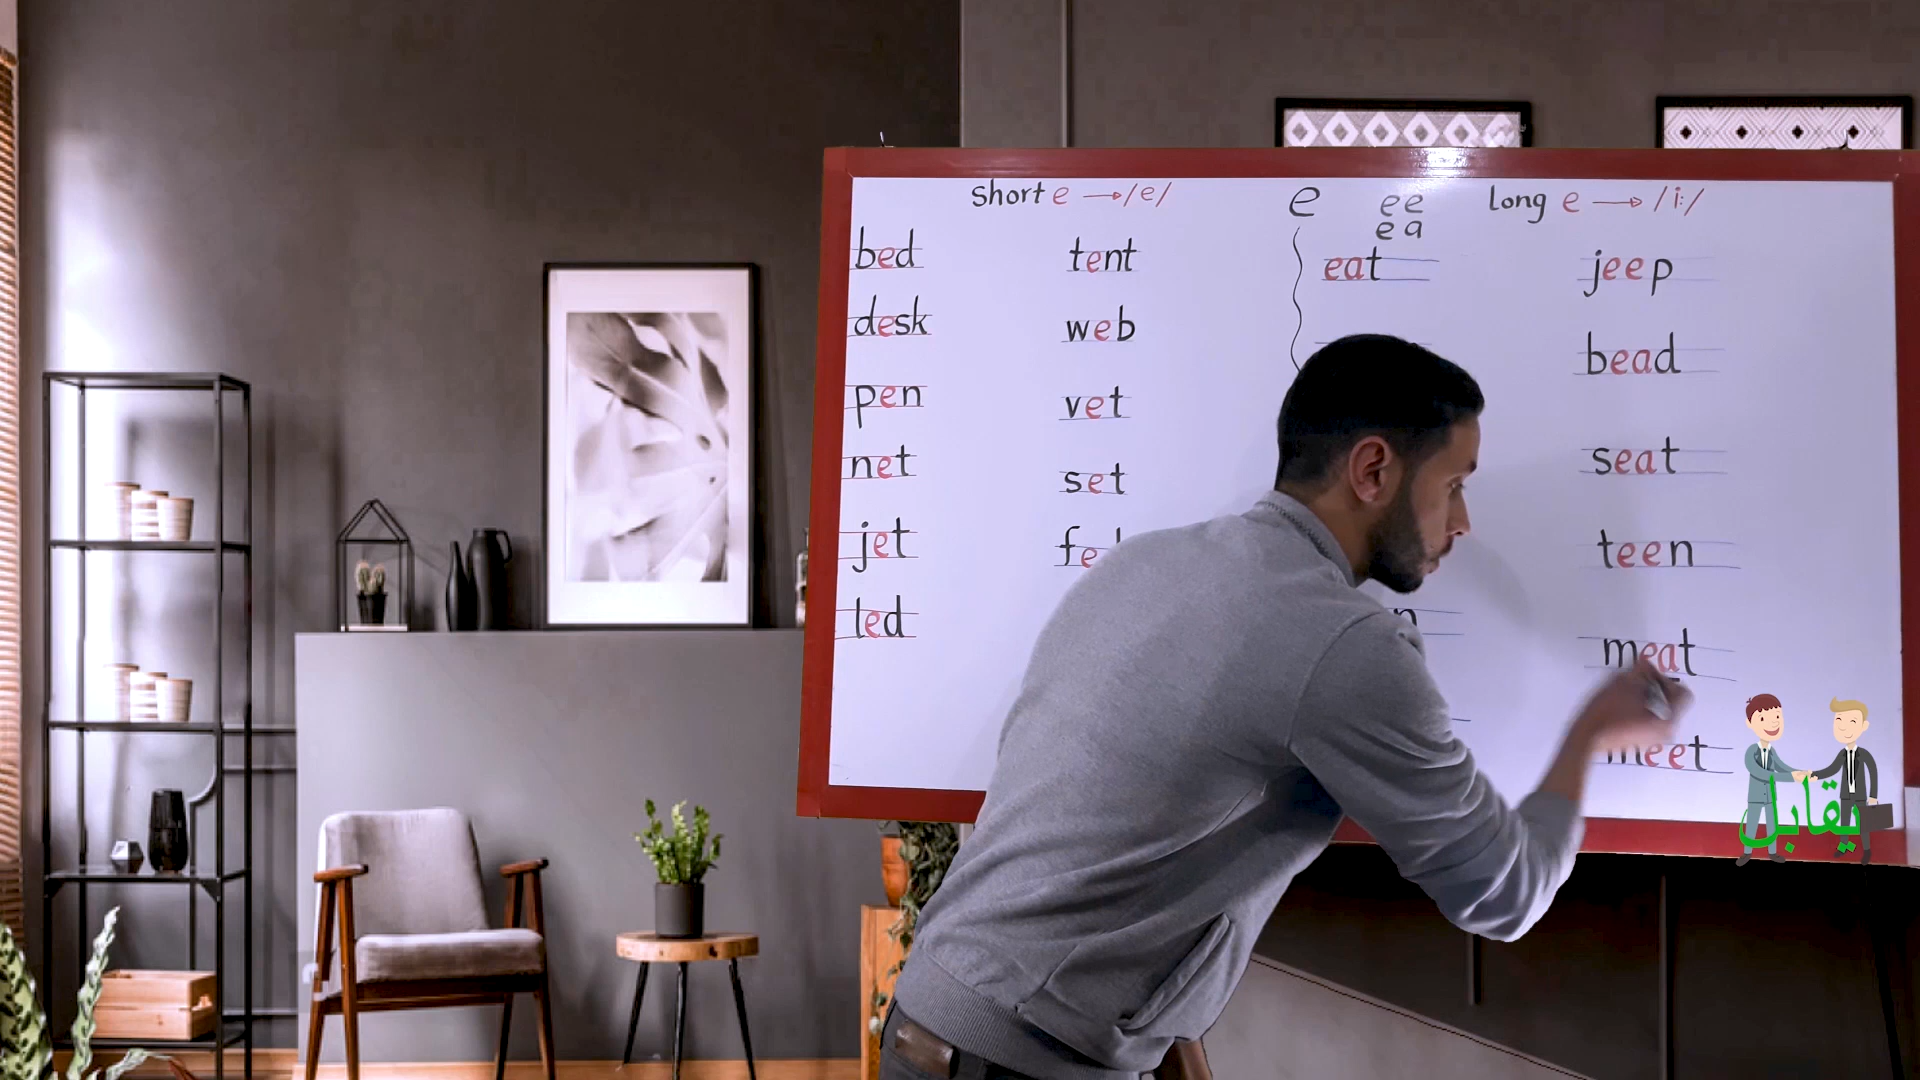 Short e → /e/
e
ee
ea
long e → /i:/
bed
desk
pen
net
jet
led
tent
web
vet
set
eat
jeep
bead
seat
teen
meat
meet
يقابل